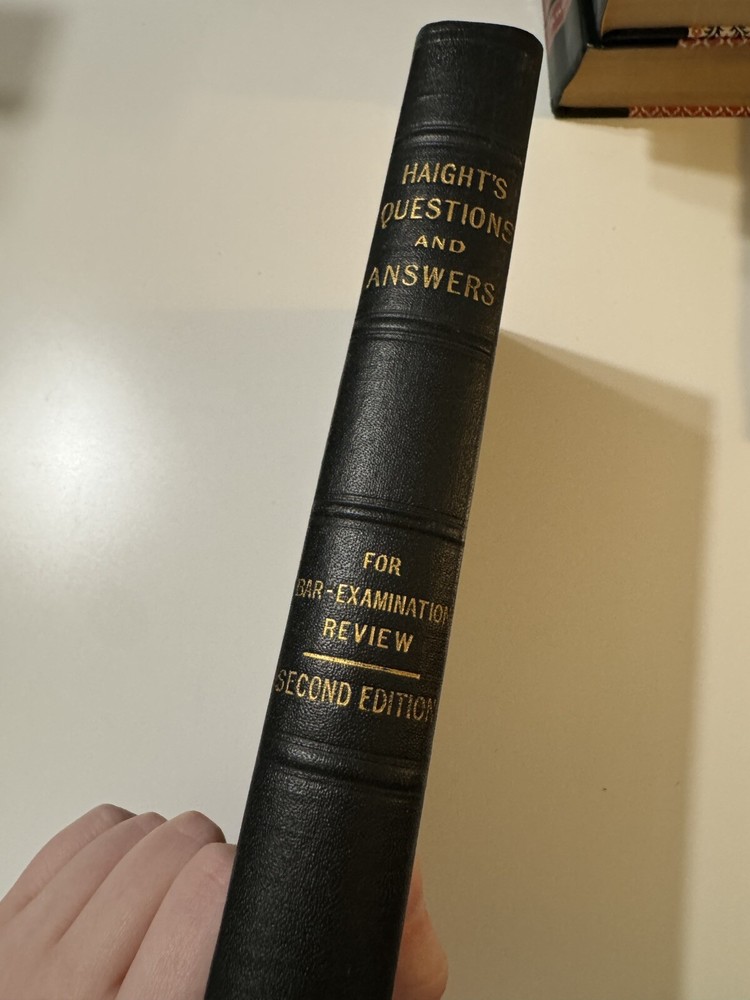 HAIGHT'S
QUESTIONS
AND
ANSWERS
FOR
BAR-EXAMINATION
REVIEW
SECOND EDITION